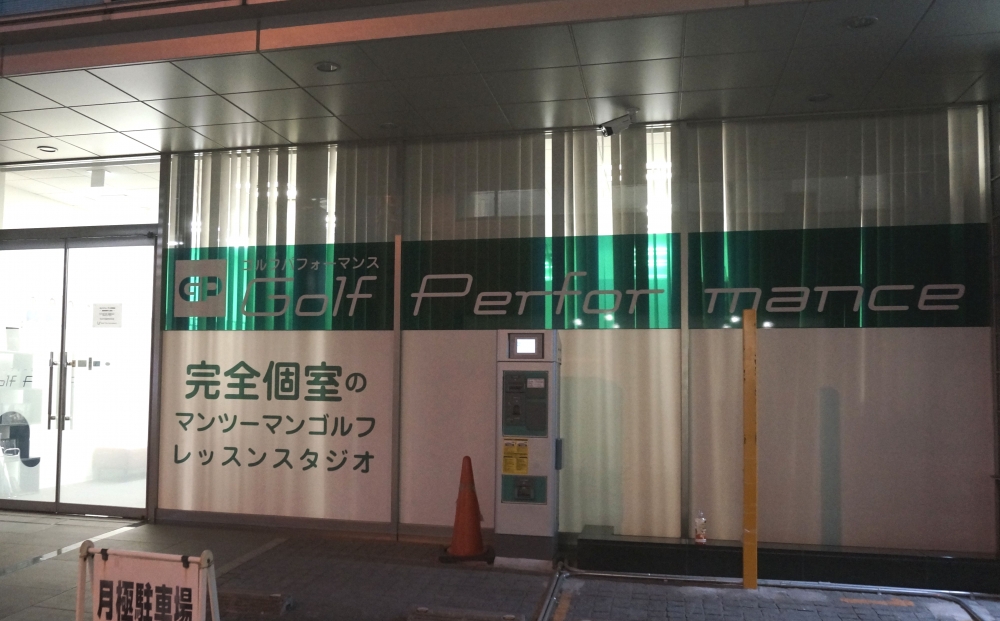 ゴルフパフォーマンス
GP
Golf Performance
完全個室の
マンツーマンゴルフ
レッスンスタジオ
月極駐車場